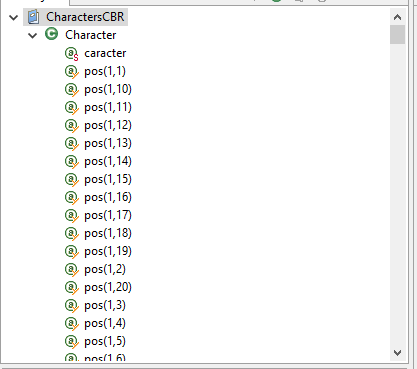 CharactersCBR
Character
caracter
pos(1,1)
pos(1,10)
pos(1,11)
pos(1,12)
pos(1,13)
pos(1,14)
pos(1,15)
pos(1,16)
pos(1,17)
pos(1,18)
pos(1,19)
pos(1,2)
pos(1,20)
pos(1,3)
pos(1,4)
pos(1,5)
pos(1,6)